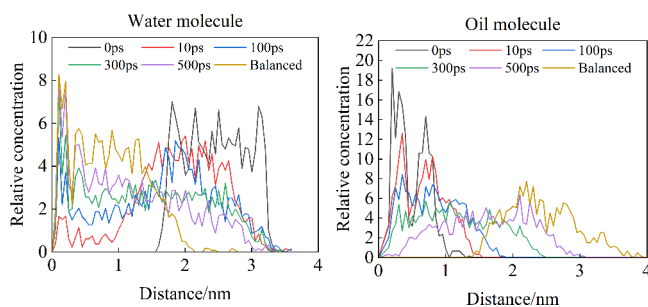 Water molecule
0ps 10ps 100ps
300ps 500ps Balanced
Relative concentration
10
8
6
4
2
0
0 1 2 3 4
Distance/nm
Oil molecule
0ps 10ps 100ps
300ps 500ps Balanced
Relative concentration
22
20
18
16
14
12
10
8
6
4
2
0
0 1 2 3 4
Distance/nm